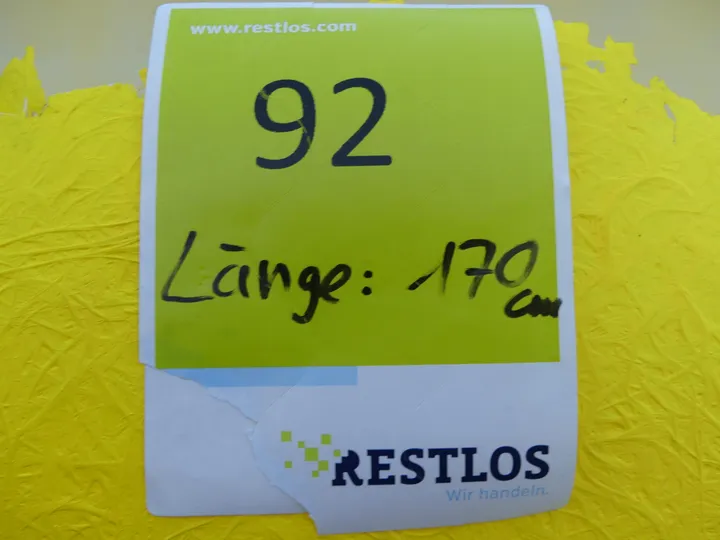 www.restlos.com
92
Länge: 170
cm
RESTLOS
Wir handeln.